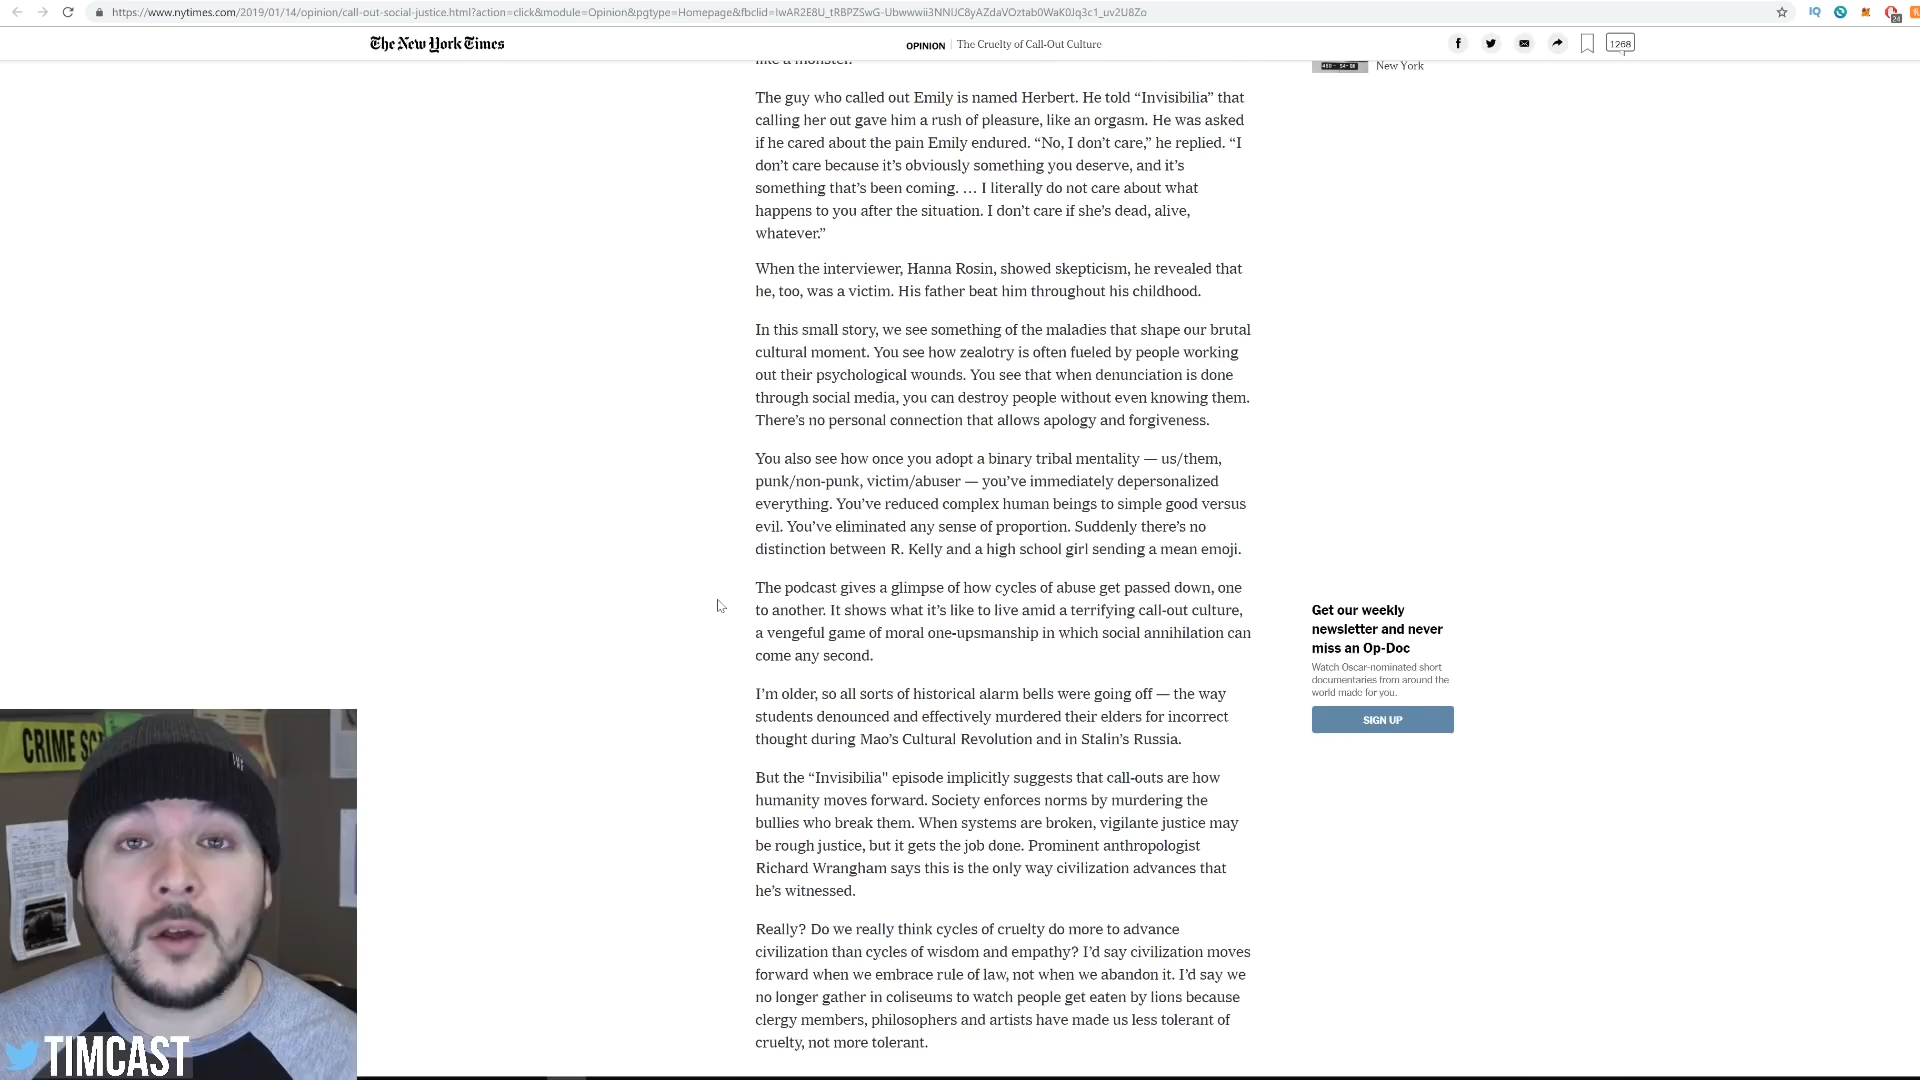 https://www.nytimes.com/2019/01/14/opinion/call-out-social-justice.html?action=click&module=Opinion&pgtype=Homepage&fbclid=IwAR2E8U_tRBPZSwG-Ubwwwii3NNIJC8yAZdaVOztab0WaK0Jq3c1_uv2U8Zo
IQ
24
The New York Times
OPINION | The Cruelty of Call-Out Culture
1268
like a monster.
New York
The guy who called out Emily is named Herbert. He told “Invisibilia” that
calling her out gave him a rush of pleasure, like an orgasm. He was asked
if he cared about the pain Emily endured. “No, I don’t care,” he replied. “I
don’t care because it’s obviously something you deserve, and it’s
something that’s been coming. … I literally do not care about what
happens to you after the situation. I don’t care if she’s dead, alive,
whatever.”
When the interviewer, Hanna Rosin, showed skepticism, he revealed that
he, too, was a victim. His father beat him throughout his childhood.
In this small story, we see something of the maladies that shape our brutal
cultural moment. You see how zealotry is often fueled by people working
out their psychological wounds. You see that when denunciation is done
through social media, you can destroy people without even knowing them.
There’s no personal connection that allows apology and forgiveness.
You also see how once you adopt a binary tribal mentality — us/them,
punk/non-punk, victim/abuser — you’ve immediately depersonalized
everything. You’ve reduced complex human beings to simple good versus
evil. You’ve eliminated any sense of proportion. Suddenly there’s no
distinction between R. Kelly and a high school girl sending a mean emoji.
The podcast gives a glimpse of how cycles of abuse get passed down, one
to another. It shows what it’s like to live amid a terrifying call-out culture,
a vengeful game of moral one-upsmanship in which social annihilation can
come any second.
I’m older, so all sorts of historical alarm bells were going off — the way
students denounced and effectively murdered their elders for incorrect
thought during Mao’s Cultural Revolution and in Stalin’s Russia.
But the “Invisibilia" episode implicitly suggests that call-outs are how
humanity moves forward. Society enforces norms by murdering the
bullies who break them. When systems are broken, vigilante justice may
be rough justice, but it gets the job done. Prominent anthropologist
Richard Wrangham says this is the only way civilization advances that
he’s witnessed.
Really? Do we really think cycles of cruelty do more to advance
civilization than cycles of wisdom and empathy? I’d say civilization moves
forward when we embrace rule of law, not when we abandon it. I’d say we
no longer gather in coliseums to watch people get eaten by lions because
clergy members, philosophers and artists have made us less tolerant of
cruelty, not more tolerant.
Get our weekly
newsletter and never
miss an Op-Doc
Watch Oscar-nominated short
documentaries from around the
world made for you.
SIGN UP
CRIME SC
TIMCAST